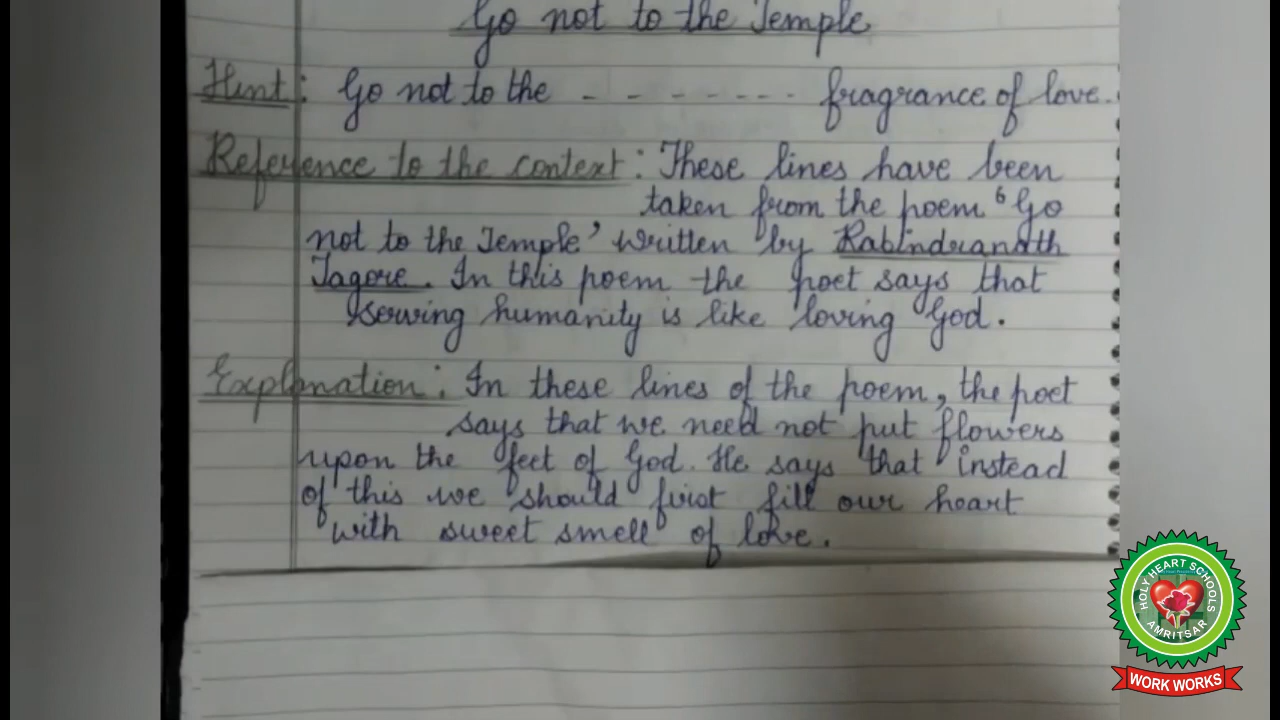 Go not to the Temple
Hint: Go not to the - - - - - - - fragrance of love.
Reference to the context: These lines have been
taken from the poem 'Go
not to the Temple' written by Rabindranath
Tagore. In this poem the poet says that
serving humanity is like loving God.
Explanation: In these lines of the poem, the poet
says that we need not put flowers
upon the feet of God. He says that instead
of this we should first fill our heart
with sweet smell of love.
HOLY HEART SCHOOLS
AMRITSAR
WORK WORKS